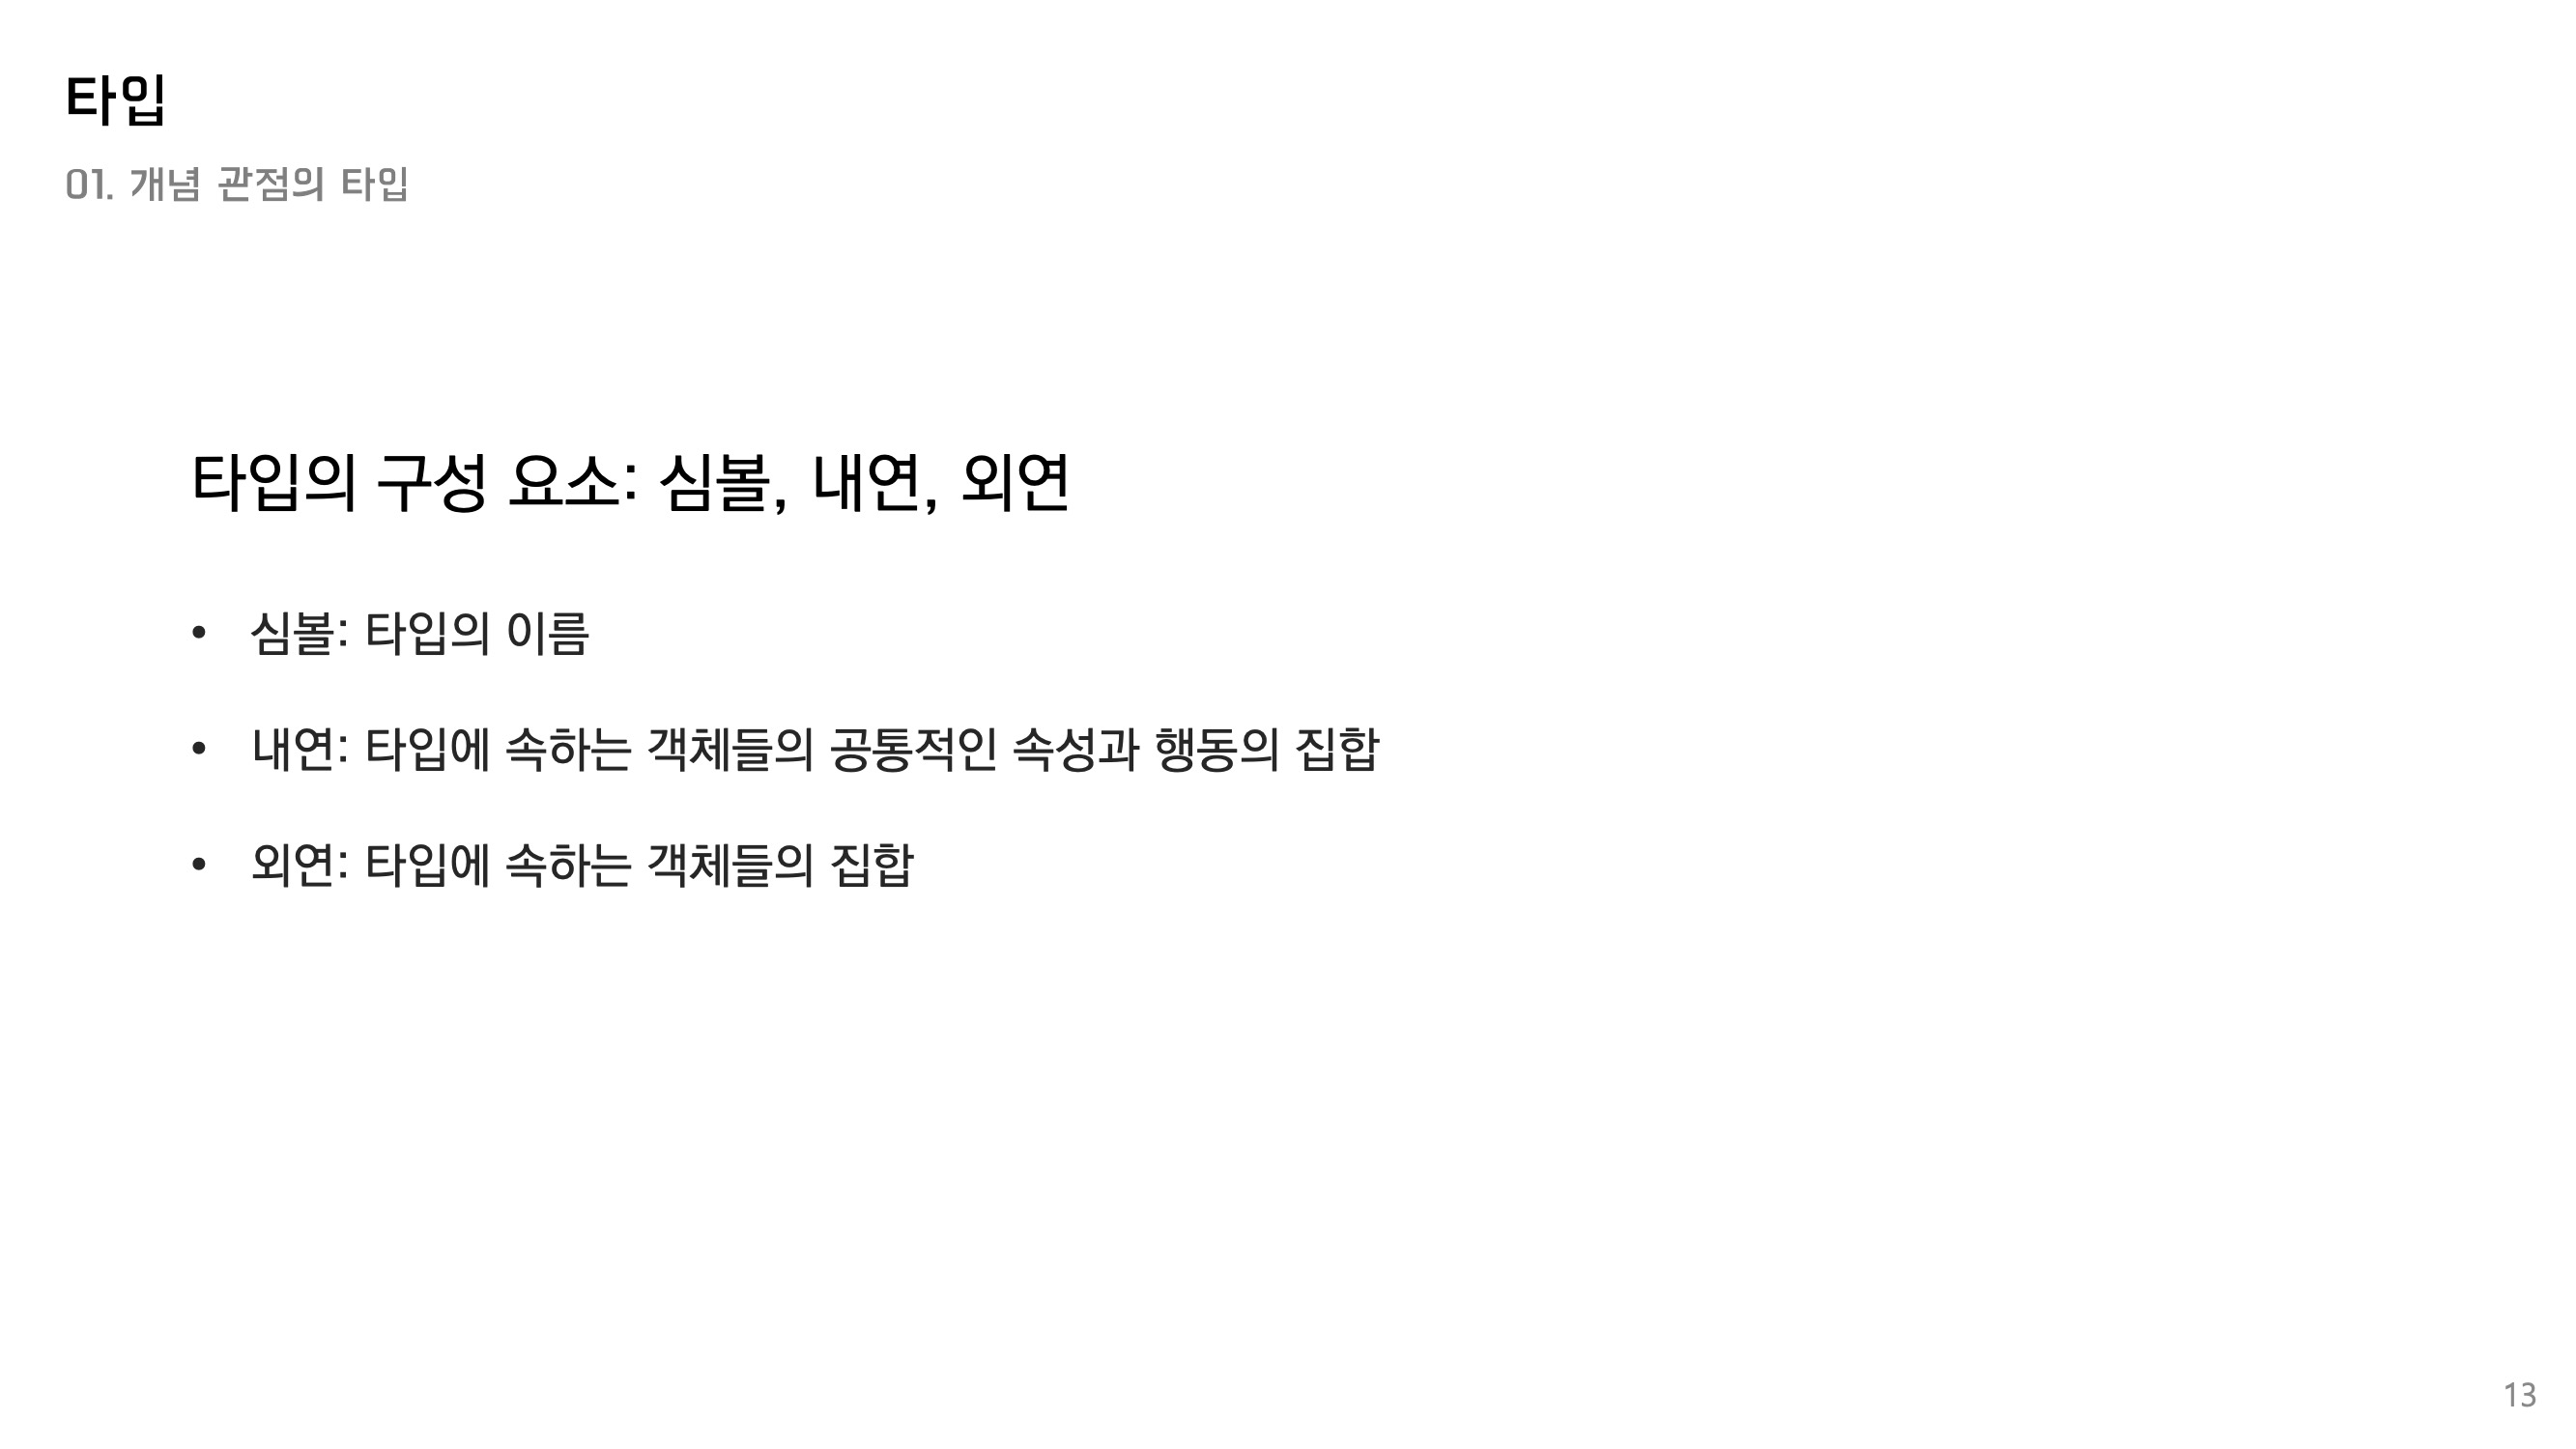 타입
01. 개념 관점의 타입
타입의 구성 요소: 심볼, 내연, 외연
• 심볼: 타입의 이름
• 내연: 타입에 속하는 객체들의 공통적인 속성과 행동의 집합
• 외연: 타입에 속하는 객체들의 집합
13